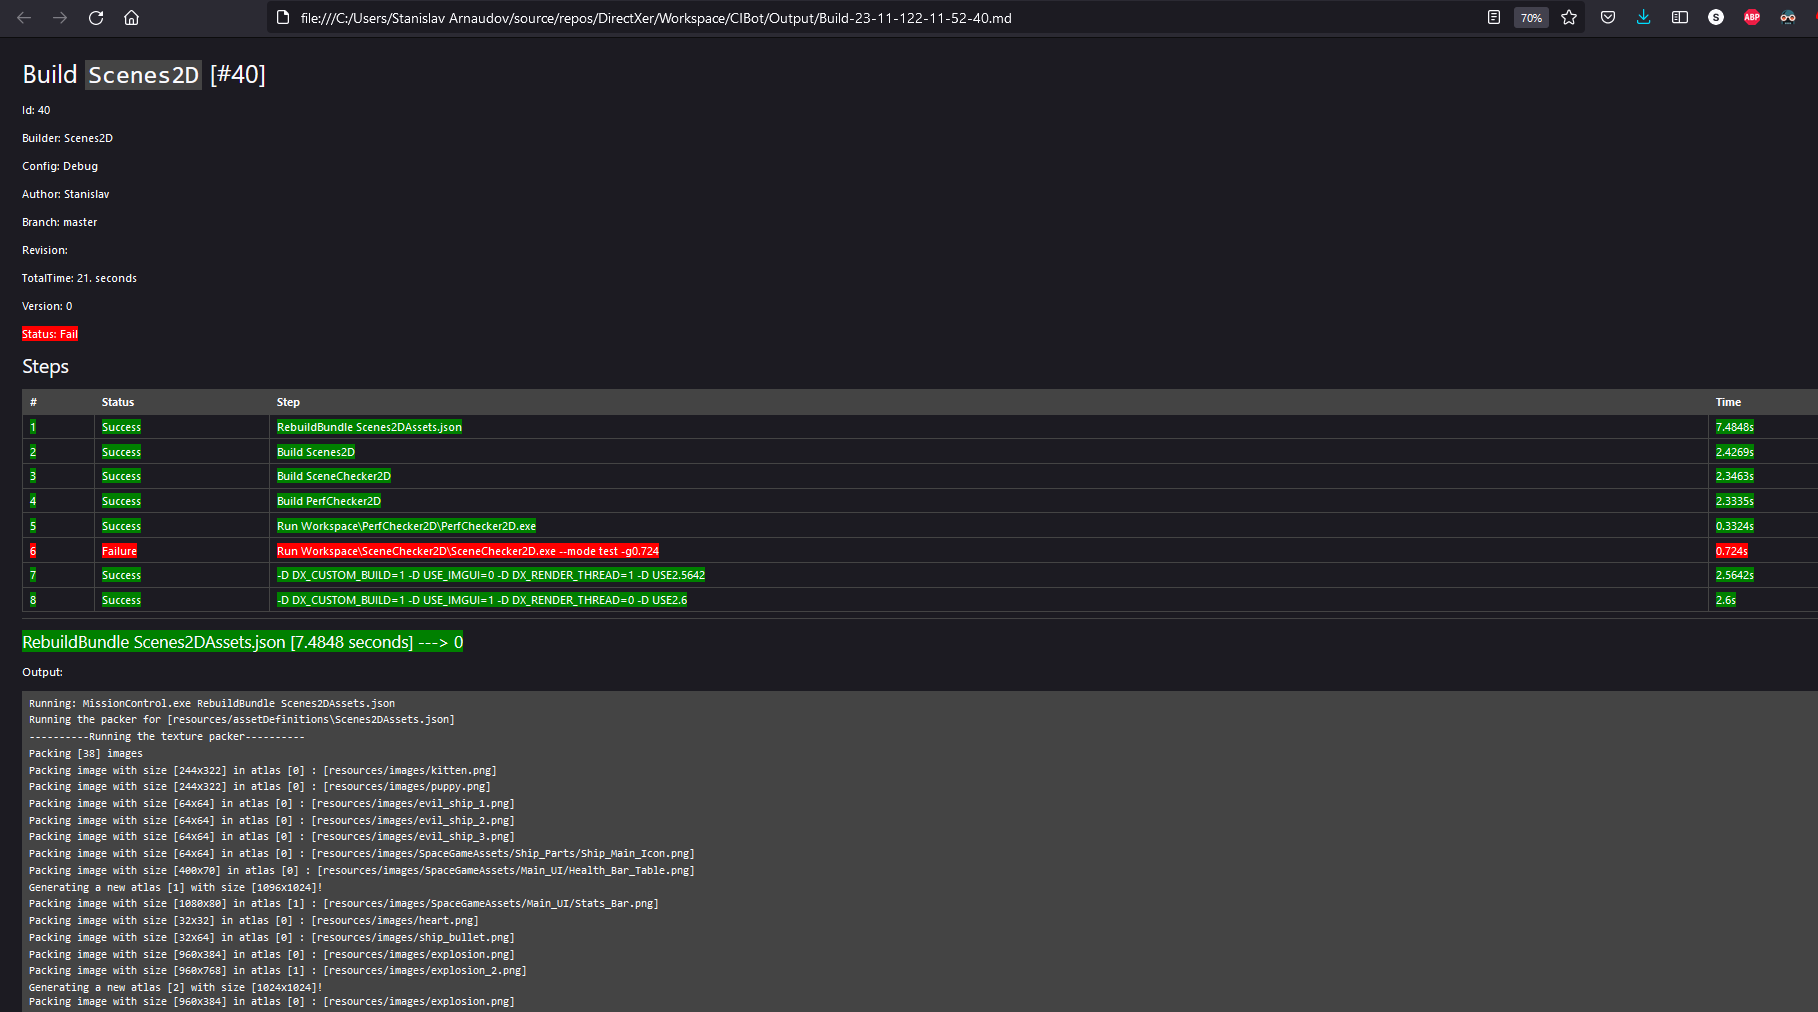 file:///C:/Users/Stanislav Arnaudov/source/repos/DirectXer/Workspace/CIBot/Output/Build-23-11-122-11-52-40.md
70%
S
ABP
Build Scenes2D [#40]
Id: 40
Builder: Scenes2D
Config: Debug
Author: Stanislav
Branch: master
Revision:
TotalTime: 21. seconds
Version: 0
Status: Fail
Steps
# Status Step Time
1 Success RebuildBundle Scenes2DAssets.json 7.4848s
2 Success Build Scenes2D 2.4269s
3 Success Build SceneChecker2D 2.3463s
4 Success Build PerfChecker2D 2.3335s
5 Success Run Workspace\PerfChecker2D\PerfChecker2D.exe 0.3324s
6 Failure Run Workspace\SceneChecker2D\SceneChecker2D.exe --mode test -g0.724 0.724s
7 Success -D DX_CUSTOM_BUILD=1 -D USE_IMGUI=0 -D DX_RENDER_THREAD=1 -D USE2.5642 2.5642s
8 Success -D DX_CUSTOM_BUILD=1 -D USE_IMGUI=1 -D DX_RENDER_THREAD=0 -D USE2.6 2.6s
RebuildBundle Scenes2DAssets.json [7.4848 seconds] ---> 0
Output:
Running: MissionControl.exe RebuildBundle Scenes2DAssets.json
Running the packer for [resources/assetDefinitions\Scenes2DAssets.json]
----------Running the texture packer----------
Packing [38] images
Packing image with size [244x322] in atlas [0] : [resources/images/kitten.png]
Packing image with size [244x322] in atlas [0] : [resources/images/puppy.png]
Packing image with size [64x64] in atlas [0] : [resources/images/evil_ship_1.png]
Packing image with size [64x64] in atlas [0] : [resources/images/evil_ship_2.png]
Packing image with size [64x64] in atlas [0] : [resources/images/evil_ship_3.png]
Packing image with size [64x64] in atlas [0] : [resources/images/SpaceGameAssets/Ship_Parts/Ship_Main_Icon.png]
Packing image with size [400x70] in atlas [0] : [resources/images/SpaceGameAssets/Main_UI/Health_Bar_Table.png]
Generating a new atlas [1] with size [1096x1024]!
Packing image with size [1080x80] in atlas [1] : [resources/images/SpaceGameAssets/Main_UI/Stats_Bar.png]
Packing image with size [32x32] in atlas [0] : [resources/images/heart.png]
Packing image with size [32x64] in atlas [0] : [resources/images/ship_bullet.png]
Packing image with size [960x384] in atlas [0] : [resources/images/explosion.png]
Packing image with size [960x768] in atlas [1] : [resources/images/explosion_2.png]
Generating a new atlas [2] with size [1024x1024]!
Packing image with size [960x384] in atlas [0] : [resources/images/explosion.png]